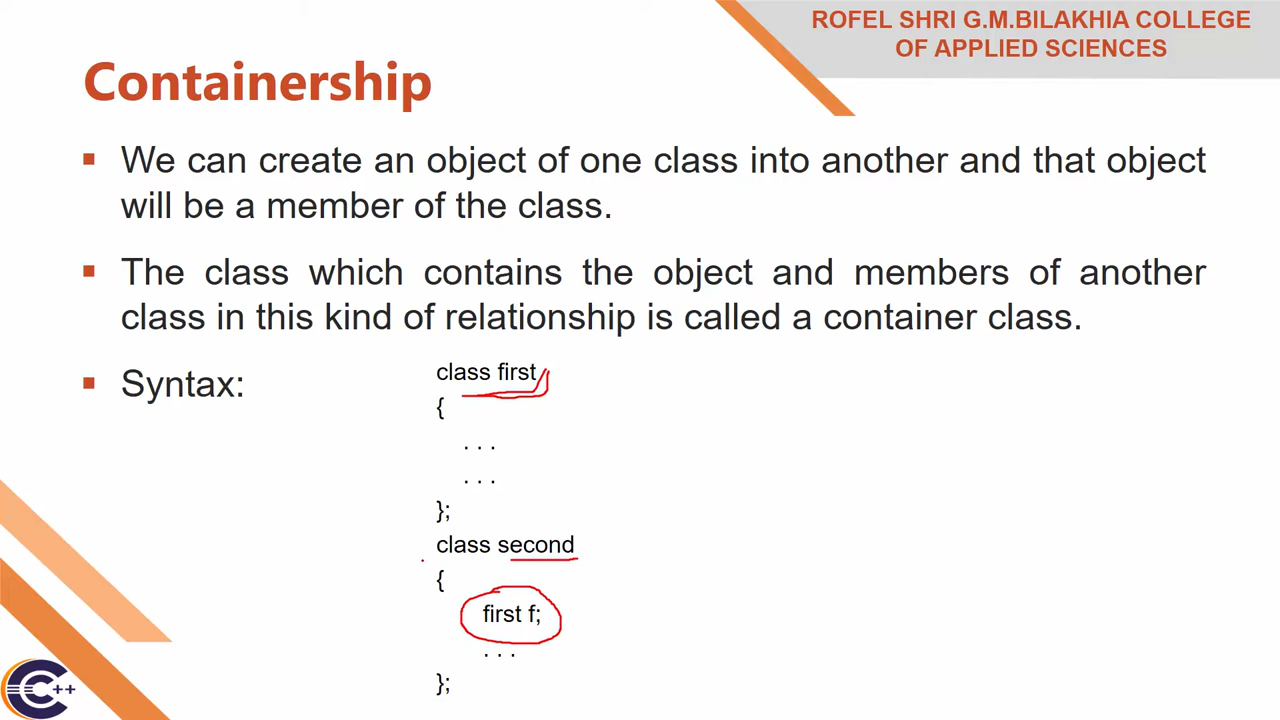 ROFEL SHRI G.M.BILAKHIA COLLEGE
OF APPLIED SCIENCES
Containership
▪ We can create an object of one class into another and that object
will be a member of the class.
▪ The class which contains the object and members of another
class in this kind of relationship is called a container class.
▪ Syntax:
class first
{
. . .
. . .
};
class second
{
first f;
. . .
};
C++